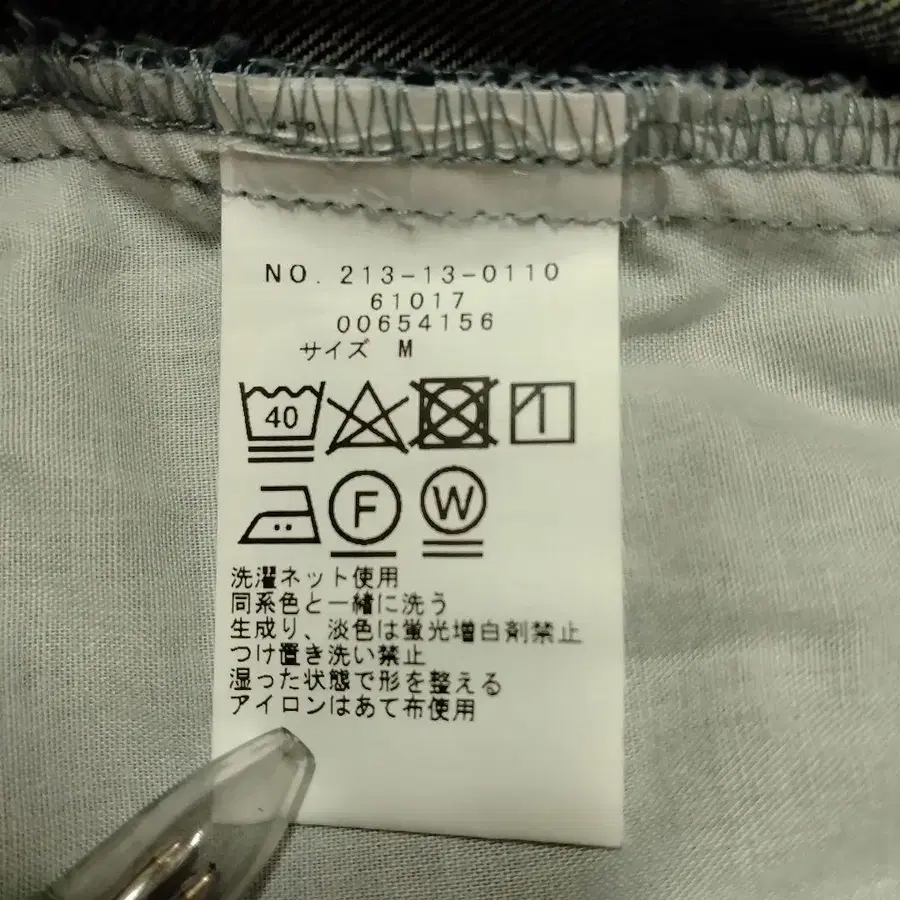 NO. 213-13-0110
61017
00654156
サイズ M
40
F W
洗濯ネット使用
同系色と一緒に洗う
生成り、淡色は蛍光増白剤禁止
つけ置き洗い禁止
湿った状態で形を整える
アイロンはあて布使用